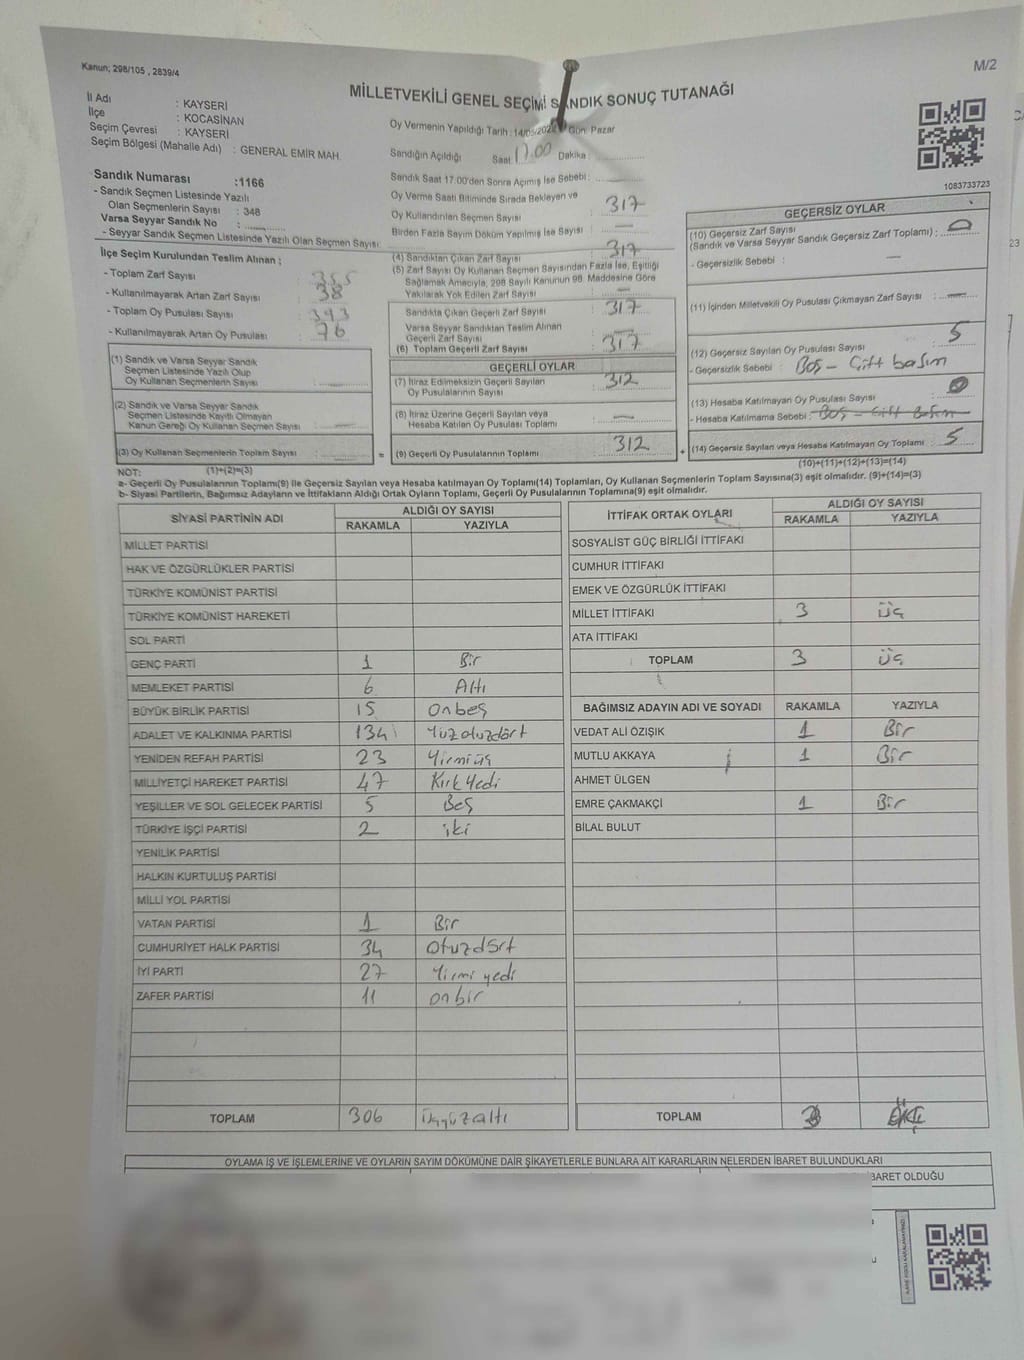 Kanun; 298/105 , 2839/4
M/2
MİLLETVEKİLİ GENEL SEÇİMİ SANDIK SONUÇ TUTANAĞI
İl Adı : KAYSERİ
İlçe : KOCASİNAN
Seçim Çevresi : KAYSERİ
Seçim Bölgesi (Mahalle Adı) : GENERAL EMİR MAH.
Sandık Numarası :1166
- Sandık Seçmen Listesinde Yazılı
Olan Seçmenlerin Sayısı : 348
Varsa Seyyar Sandık No :
- Seyyar Sandık Seçmen Listesinde Yazılı Olan Seçmen Sayısı:
İlçe Seçim Kurulundan Teslim Alınan ;
- Toplam Zarf Sayısı : 355
- Kullanılmayarak Artan Zarf Sayısı : 38
- Toplam Oy Pusulası Sayısı : 393
- Kullanılmayarak Artan Oy Pusulası : 76
(1) Sandık ve Varsa Seyyar Sandık
Seçmen Listesinde Yazılı Olup
Oy Kullanan Seçmenlerin Sayısı :
(2) Sandık ve Varsa Seyyar Sandık
Seçmen Listesinde Kayıtlı Olmayan
Kanun Gereği Oy Kullanan Seçmen Sayısı :
(3) Oy Kullanan Seçmenlerin Toplam Sayısı :
Oy Vermenin Yapıldığı Tarih : 14/05/202 Gün: Pazar
Sandığın Açıldığı Saat 17.00 Dakika :
Sandık Saat 17.00'den Sonra Açımış İse Sebebi :
Oy Verme Saati Bitiminde Sırada Bekleyen ve
Oy Kullandırılan Seçmen Sayısı : 317
Birden Fazla Sayım Döküm Yapılmış İse Sayısı : —
(4) Sandıktan Çıkan Zarf Sayısı : 317
(5) Zarf Sayısı Oy Kullanan Seçmen Sayısından Fazla İse, Eşitliği
Sağlamak Amacıyla, 298 Sayılı Kanunun 98. Maddesine Göre
Yakılarak Yok Edilen Zarf Sayısı : —
Sandıkta Çıkan Geçerli Zarf Sayısı : 317
Varsa Seyyar Sandıktan Teslim Alınan
Geçerli Zarf Sayısı : —
(6) Toplam Geçerli Zarf Sayısı : 317
GEÇERLİ OYLAR
(7) İtiraz Edilmeksizin Geçerli Sayılan
Oy Pusulalarının Sayısı : 312
(8) İtiraz Üzerine Geçerli Sayılan veya
Hesaba Katılan Oy Pusulası Toplamı : —
= (9) Geçerli Oy Pusulalarının Toplamı : 312
1083733723
GEÇERSİZ OYLAR
(10) Geçersiz Zarf Sayısı
(Sandık ve Varsa Seyyar Sandık Geçersiz Zarf Toplamı) : 0
- Geçersizlik Sebebi : —
(11) İçinden Milletvekili Oy Pusulası Çıkmayan Zarf Sayısı : —
(12) Geçersiz Sayılan Oy Pusulası Sayısı : 5
- Geçersizlik Sebebi : Boş - Çift basım
(13) Hesaba Katılmayan Oy Pusulası Sayısı :
- Hesaba Katılmama Sebebi : Boş - Çift Basım
+ (14) Geçersiz Sayılan veya Hesaba Katılmayan Oy Toplamı : 5
NOT: (1)+(2)=(3)
(10)+(11)+(12)+(13)=(14)
a- Geçerli Oy Pusulalarının Toplamı(9) ile Geçersiz Sayılan veya Hesaba katılmayan Oy Toplamı(14) Toplamları, Oy Kullanan Seçmenlerin Toplam Sayısına(3) eşit olmalıdır. (9)+(14)=(3)
b- Siyasi Partilerin, Bağımsız Adayların ve İttifakların Aldığı Ortak Oyların Toplamı, Geçerli Oy Pusulalarının Toplamına(9) eşit olmalıdır.
SİYASİ PARTİNİN ADI
ALDIĞI OY SAYISI
RAKAMLA YAZIYLA
MİLLET PARTİSİ
HAK VE ÖZGÜRLÜKLER PARTİSİ
TÜRKİYE KOMÜNİST PARTİSİ
TÜRKİYE KOMÜNİST HAREKETİ
SOL PARTİ
GENÇ PARTİ 1 Bir
MEMLEKET PARTİSİ 6 Altı
BÜYÜK BİRLİK PARTİSİ 15 onbeş
ADALET VE KALKINMA PARTİSİ 134 Yüzotuzdört
YENİDEN REFAH PARTİSİ 23 Yirmiüç
MİLLİYETÇİ HAREKET PARTİSİ 47 Kırkyedi
YEŞİLLER VE SOL GELECEK PARTİSİ 5 Beş
TÜRKİYE İŞÇİ PARTİSİ 2 iki
YENİLİK PARTİSİ
HALKIN KURTULUŞ PARTİSİ
MİLLİ YOL PARTİSİ
VATAN PARTİSİ 1 Bir
CUMHURİYET HALK PARTİSİ 34 otuzdört
İYİ PARTİ 27 Yirmi yedi
ZAFER PARTİSİ 11 onbir
TOPLAM 306 üçyüzaltı
İTTİFAK ORTAK OYLARI
ALDIĞI OY SAYISI
RAKAMLA YAZIYLA
SOSYALİST GÜÇ BİRLİĞİ İTTİFAKI
CUMHUR İTTİFAKI
EMEK VE ÖZGÜRLÜK İTTİFAKI
MİLLET İTTİFAKI 3 üç
ATA İTTİFAKI
TOPLAM 3 üç
BAĞIMSIZ ADAYIN ADI VE SOYADI RAKAMLA YAZIYLA
VEDAT ALİ ÖZIŞIK 1 Bir
MUTLU AKKAYA 1 Bir
AHMET ÜLGEN
EMRE ÇAKMAKÇİ 1 Bir
BİLAL BULUT
TOPLAM 3
OYLAMA İŞ VE İŞLEMLERİNE VE OYLARIN SAYIM DÖKÜMÜNE DAİR ŞİKAYETLERLE BUNLARA AİT KARARLARIN NELERDEN İBARET BULUNDUKLARI
BARET OLDUĞU